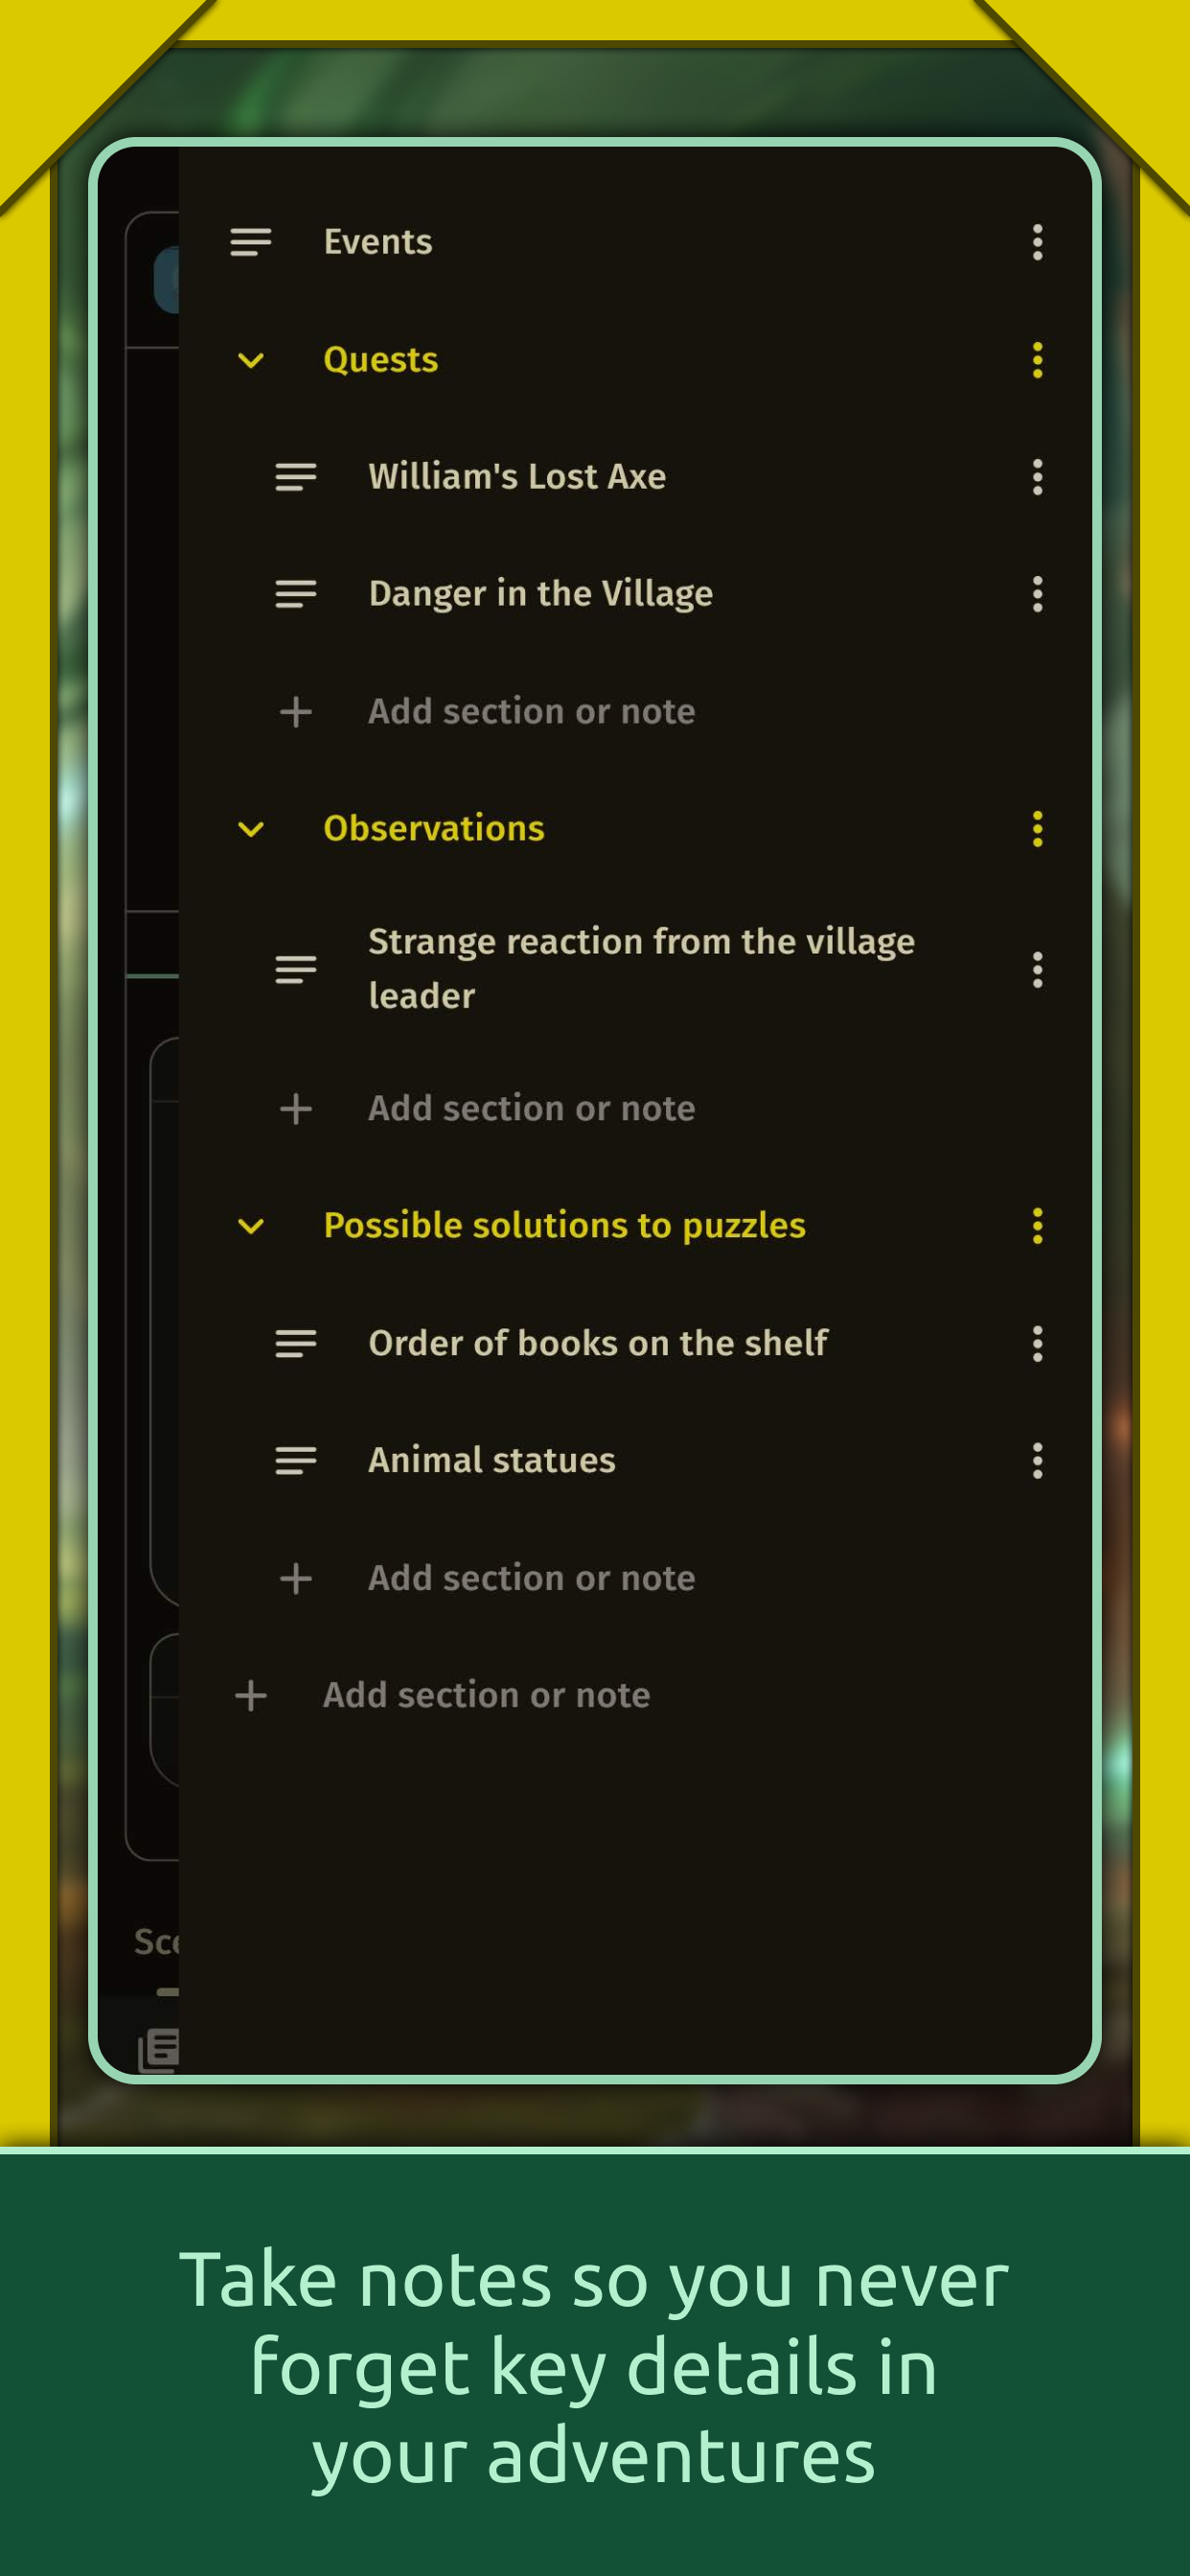 Events
Quests
William's Lost Axe
Danger in the Village
Add section or note
Observations
Strange reaction from the village
leader
Add section or note
Possible solutions to puzzles
Order of books on the shelf
Animal statues
Add section or note
Add section or note
Take notes so you never
forget key details in
your adventures